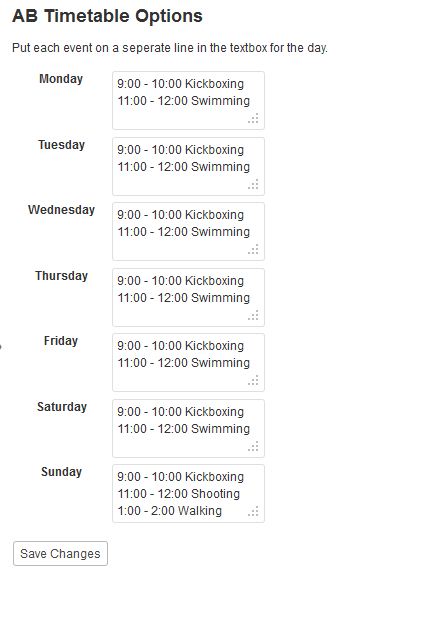 AB Timetable Options
Put each event on a seperate line in the textbox for the day.
Monday
9:00 - 10:00 Kickboxing
11:00 - 12:00 Swimming
Tuesday
9:00 - 10:00 Kickboxing
11:00 - 12:00 Swimming
Wednesday
9:00 - 10:00 Kickboxing
11:00 - 12:00 Swimming
Thursday
9:00 - 10:00 Kickboxing
11:00 - 12:00 Swimming
Friday
9:00 - 10:00 Kickboxing
11:00 - 12:00 Swimming
Saturday
9:00 - 10:00 Kickboxing
11:00 - 12:00 Swimming
Sunday
9:00 - 10:00 Kickboxing
11:00 - 12:00 Shooting
1:00 - 2:00 Walking
Save Changes